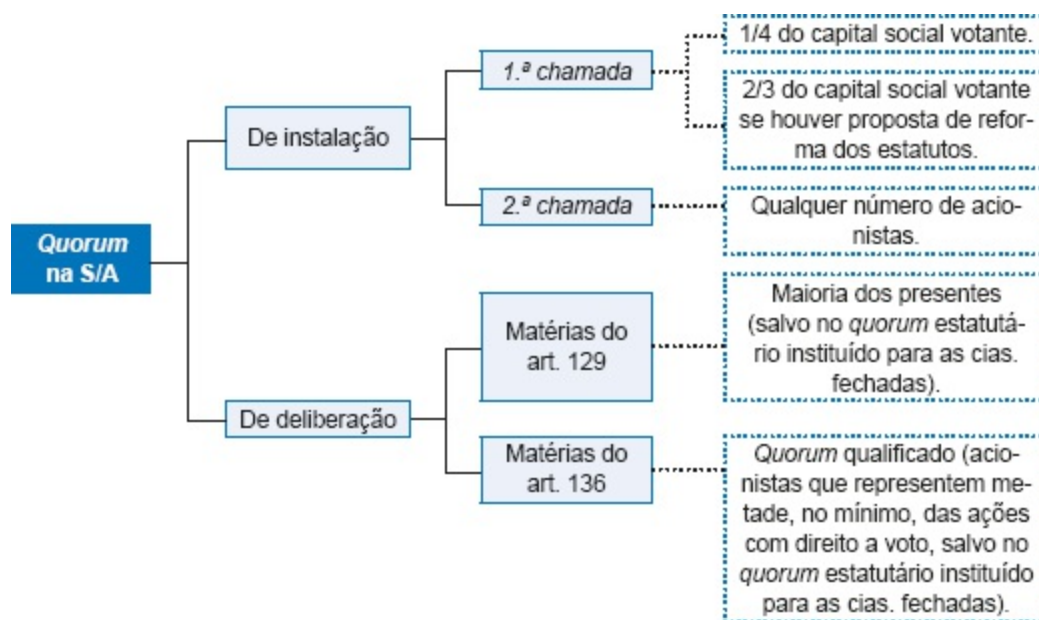 Quorum
na S/A
De instalação
1.ª chamada
1/4 do capital social votante.
2/3 do capital social votante
se houver proposta de refor-
ma dos estatutos.
2.ª chamada
Qualquer número de acio-
nistas.
De deliberação
Matérias do
art. 129
Maioria dos presentes
(salvo no quorum estatutá-
rio instituído para as cias.
fechadas).
Matérias do
art. 136
Quorum qualificado (acio-
nistas que representem me-
tade, no mínimo, das ações
com direito a voto, salvo no
quorum estatutário instituído
para as cias. fechadas).